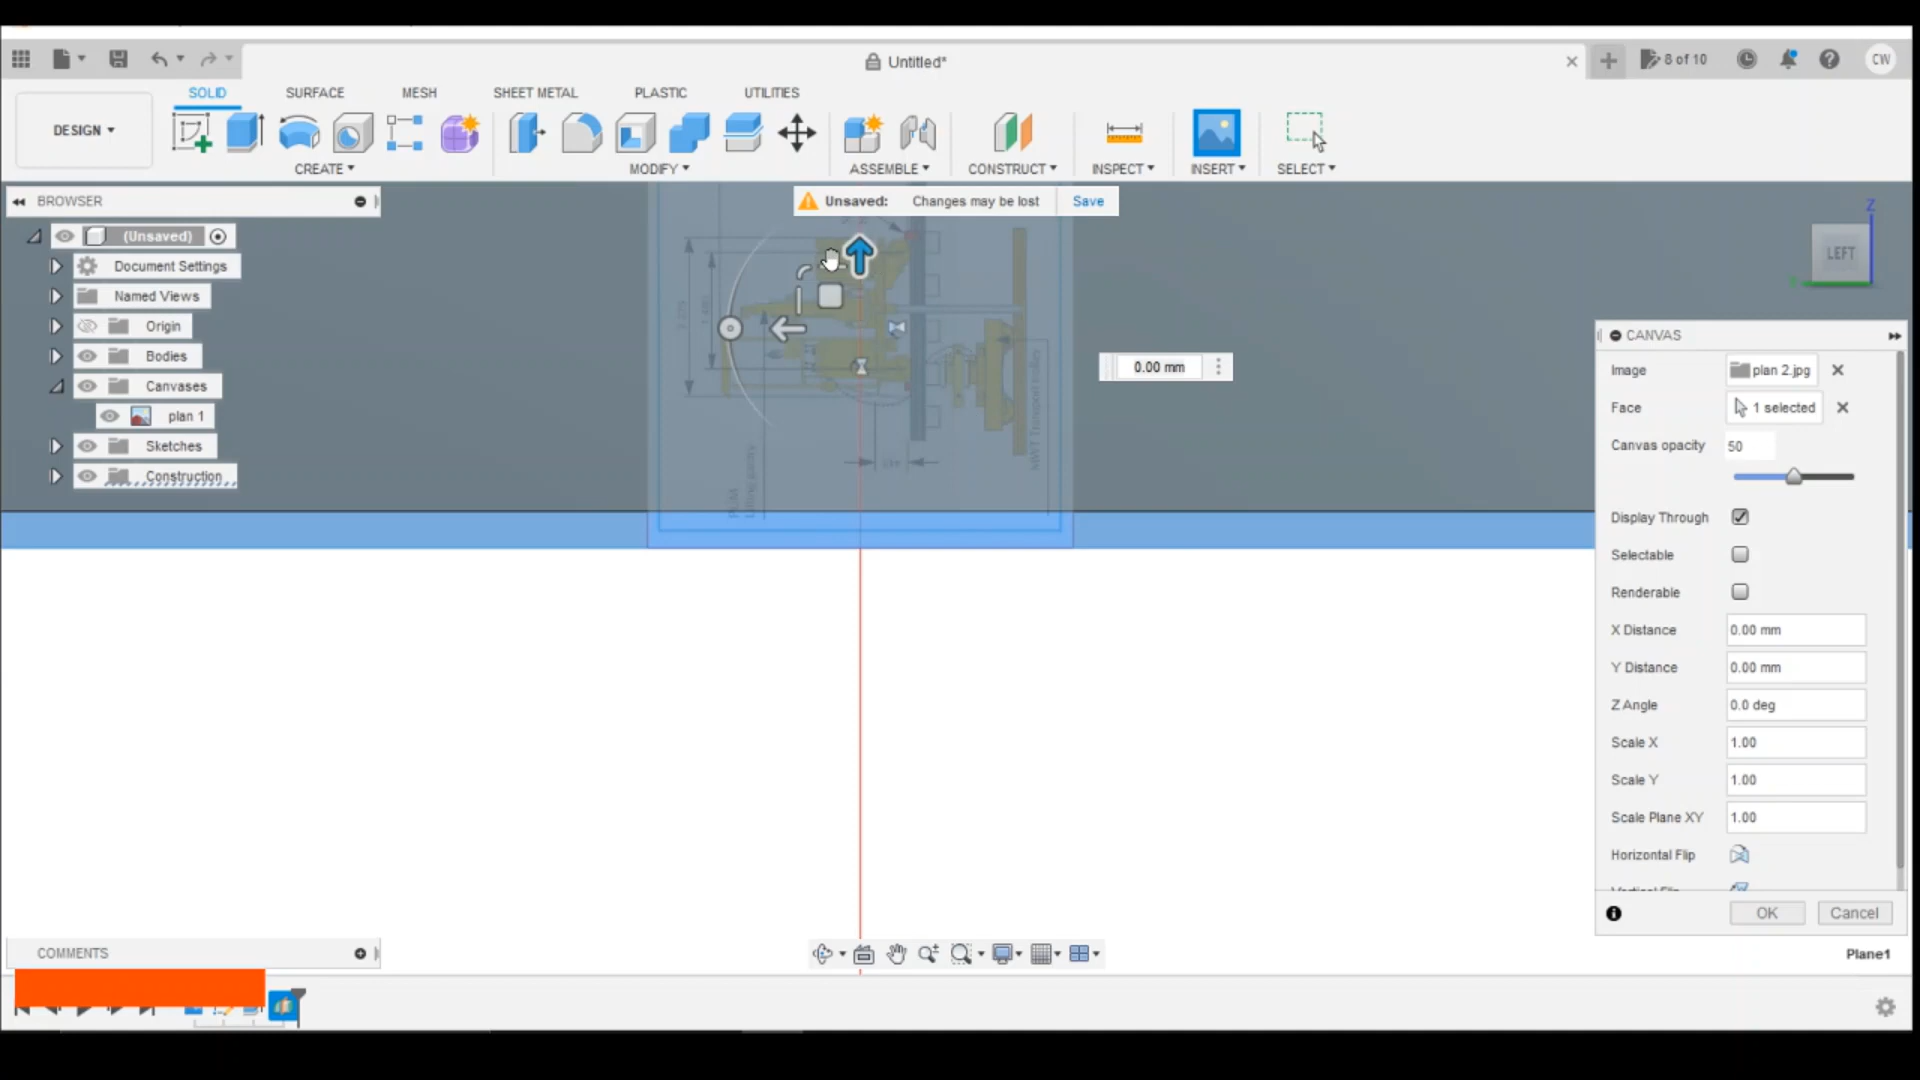 Untitled*
8 of 10
CW
DESIGN
SOLID
SURFACE
MESH
SHEET METAL
PLASTIC
UTILITIES
CREATE
MODIFY
ASSEMBLE
CONSTRUCT
INSPECT
INSERT
SELECT
BROWSER
Unsaved: Changes may be lost Save
(Unsaved)
Document Settings
Named Views
Origin
Bodies
Canvases
plan 1
Sketches
Construction
Z
LEFT
0.00 mm
CANVAS
Image plan 2.jpg
Face 1 selected
Canvas opacity 50
Display Through
Selectable
Renderable
X Distance 0.00 mm
Y Distance 0.00 mm
Z Angle 0.0 deg
Scale X 1.00
Scale Y 1.00
Scale Plane XY 1.00
Horizontal Flip
Vertical Flip
OK Cancel
COMMENTS
Plane1